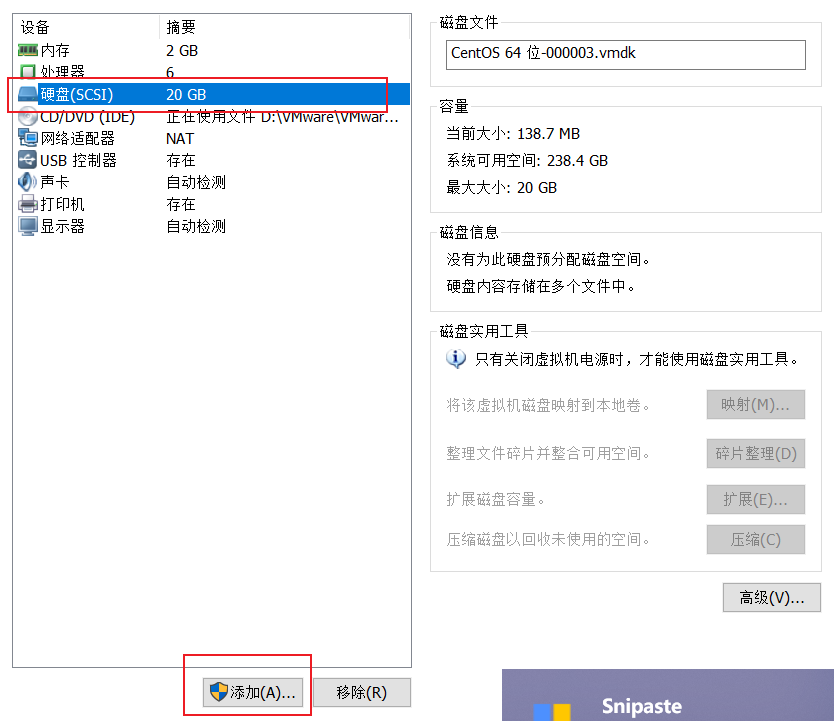 设备 摘要
内存 2 GB
处理器 6
硬盘(SCSI) 20 GB
CD/DVD (IDE) 正在使用文件 D:\VMware\VMwar...
网络适配器 NAT
USB 控制器 存在
声卡 自动检测
打印机 存在
显示器 自动检测
添加(A)... 移除(R)
磁盘文件
CentOS 64 位-000003.vmdk
容量
当前大小: 138.7 MB
系统可用空间: 238.4 GB
最大大小: 20 GB
磁盘信息
没有为此硬盘预分配磁盘空间。
硬盘内容存储在多个文件中。
磁盘实用工具
只有关闭虚拟机电源时，才能使用磁盘实用工具。
将该虚拟机磁盘映射到本地卷。 映射(M)...
整理文件碎片并整合可用空间。 碎片整理(D)
扩展磁盘容量。 扩展(E)...
压缩磁盘以回收未使用的空间。 压缩(C)
高级(V)...
Snipaste